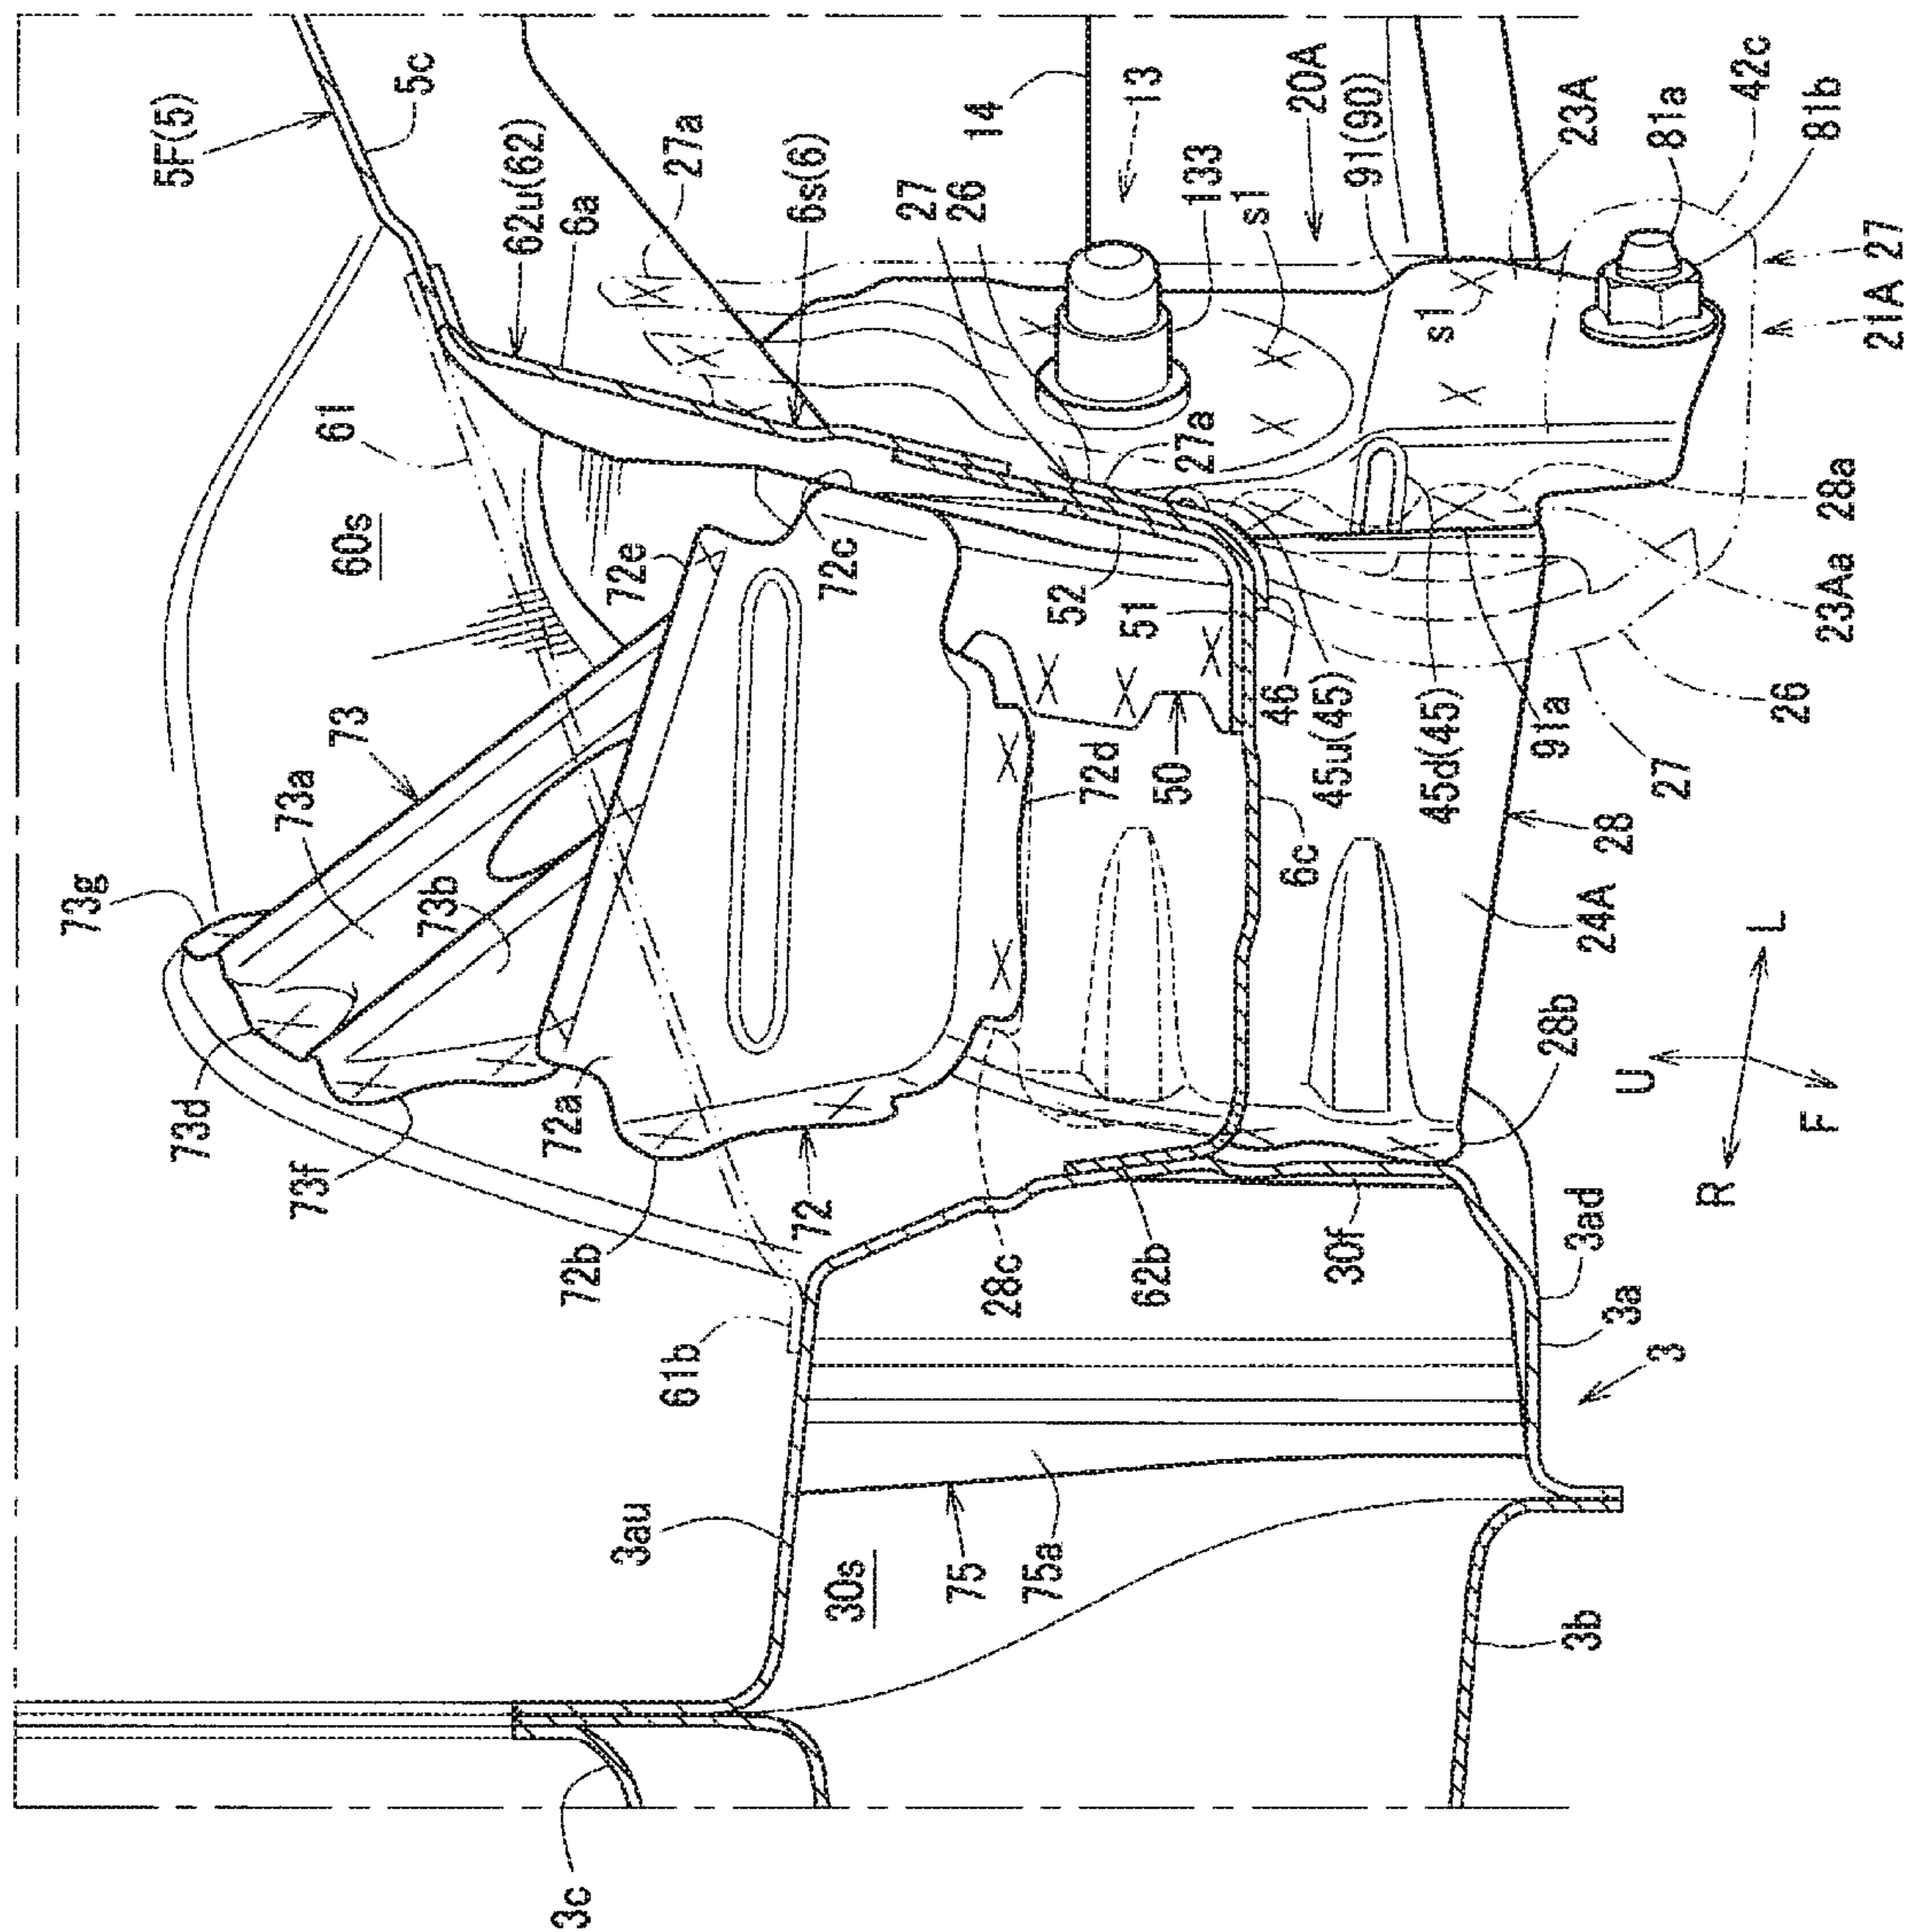 5F(5)
5c
62u(62)
6a
27a
6s(6)
27
26
14
13
133
s1
20A
91(90)
23A
s1
42c
81a
81b
27
21A
60s
61
72e
72c
52
51
27a
46
45u(45)
45d(45)
91a
28a
23Aa
26
27
73
73a
73b
73g
73d
73f
72a
72b
72
72d
50
6c
28
24A
28c
62b
30f
28b
3ad
3a
3
61b
3au
30s
75
75a
3b
3c
U
F
R
L